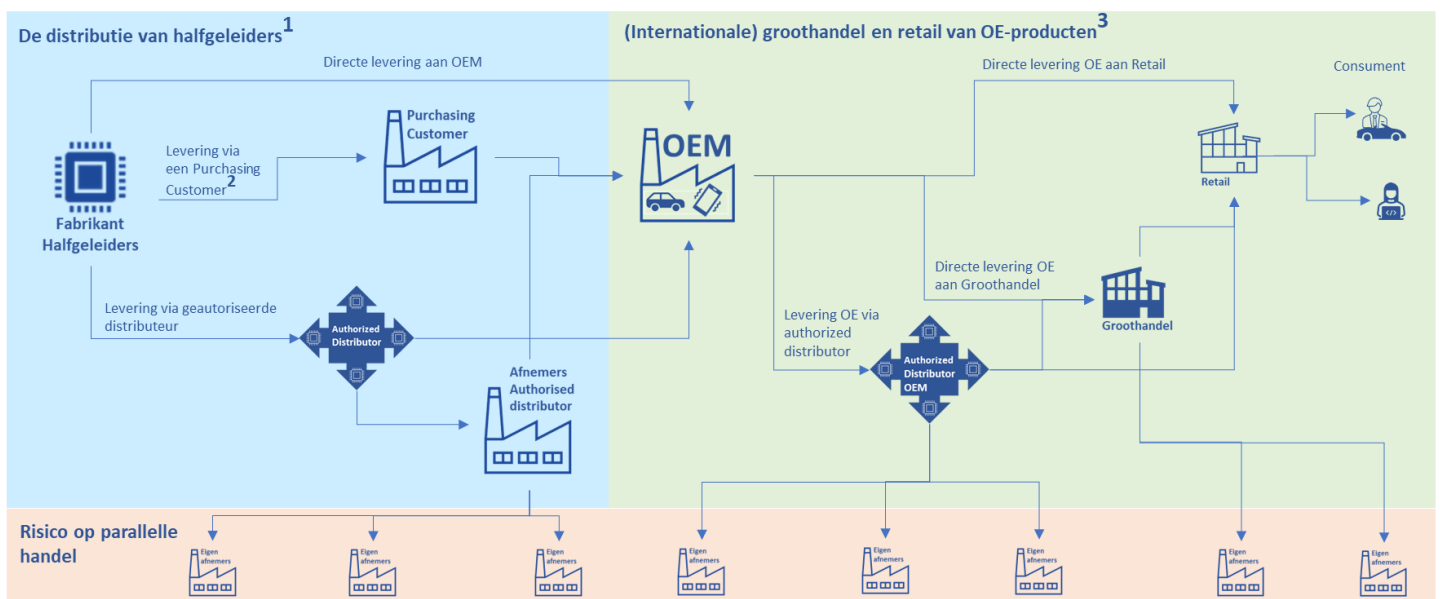 De distributie van halfgeleiders1
(Internationale) groothandel en retail van OE-producten3
Directe levering aan OEM
Directe levering OE aan Retail
Consument
Purchasing
Customer
OEM
Levering via
een Purchasing
Customer2
Retail
Fabrikant
Halfgeleiders
Directe levering OE
aan Groothandel
Levering via geautoriseerde
distributeur
Authorized
Distributor
Levering OE via
authorized
distributor
Groothandel
Authorized
Distributor
OEM
Afnemers
Authorised
distributor
Risico op parallelle
handel
Eigen
afnemers
Eigen
afnemers
Eigen
afnemers
Eigen
afnemers
Eigen
afnemers
Eigen
afnemers
Eigen
afnemers
Eigen
afnemers